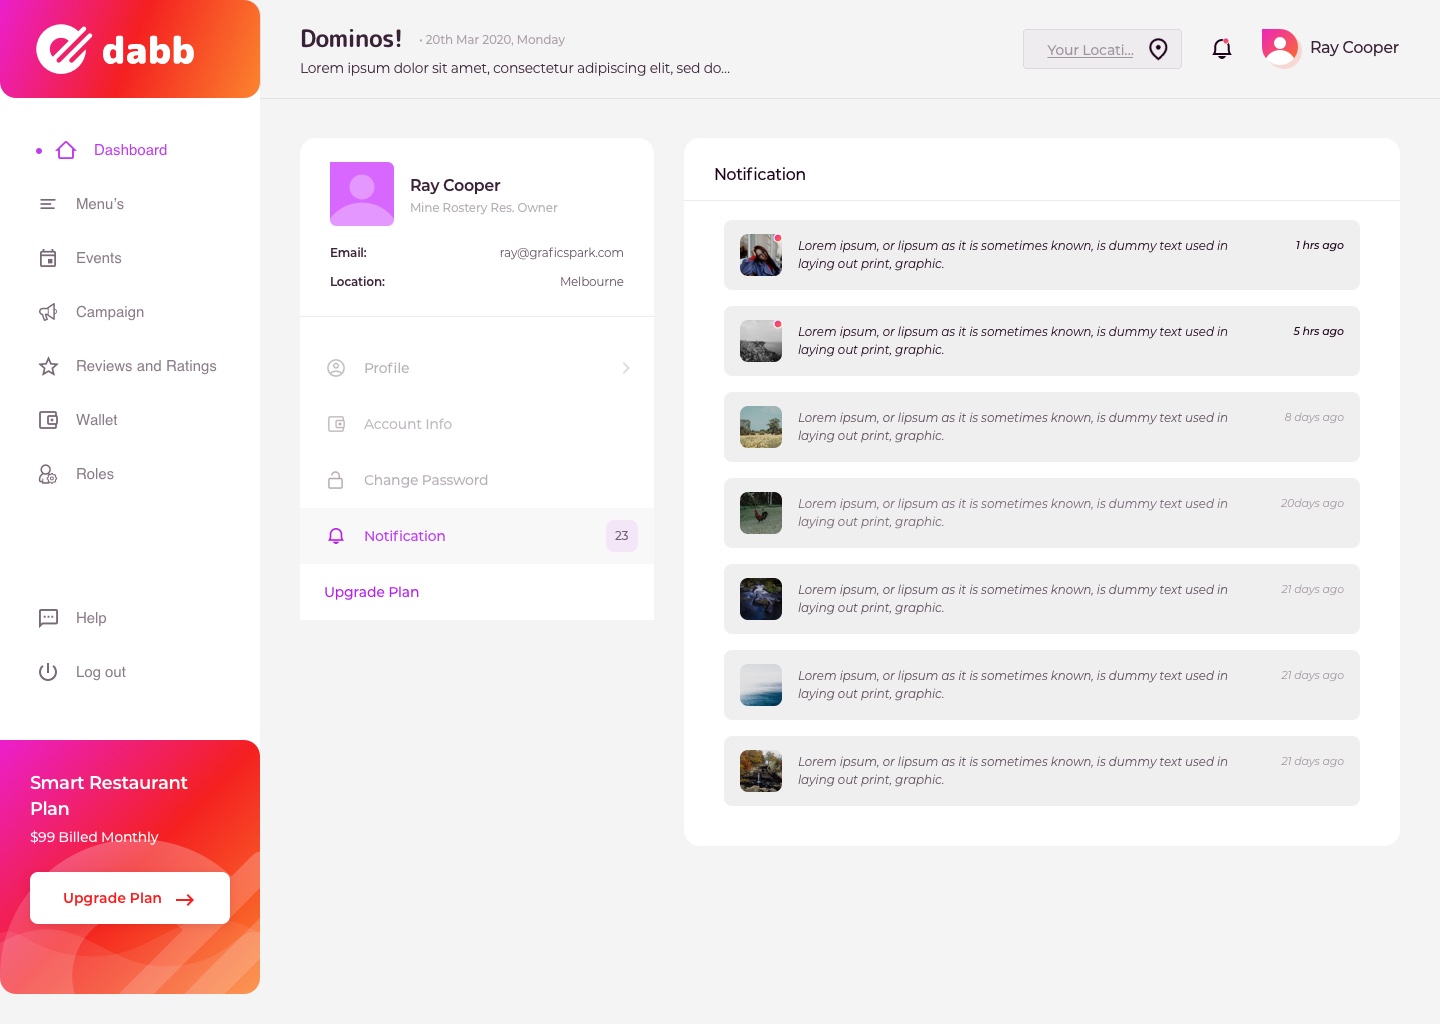 dabb
Dominos! • 20th Mar 2020, Monday
Lorem ipsum dolor sit amet, consectetur adipiscing elit, sed do...
Your Locati...
Ray Cooper
Dashboard
Menu's
Events
Campaign
Reviews and Ratings
Wallet
Roles
Help
Log out
Smart Restaurant
Plan
$99 Billed Monthly
Upgrade Plan
Ray Cooper
Mine Rostery Res. Owner
Email: ray@graficspark.com
Location: Melbourne
Profile
Account Info
Change Password
Notification 23
Upgrade Plan
Notification
Lorem ipsum, or lipsum as it is sometimes known, is dummy text used in 1 hrs ago
laying out print, graphic.
Lorem ipsum, or lipsum as it is sometimes known, is dummy text used in 5 hrs ago
laying out print, graphic.
Lorem ipsum, or lipsum as it is sometimes known, is dummy text used in 8 days ago
laying out print, graphic.
Lorem ipsum, or lipsum as it is sometimes known, is dummy text used in 20days ago
laying out print, graphic.
Lorem ipsum, or lipsum as it is sometimes known, is dummy text used in 21 days ago
laying out print, graphic.
Lorem ipsum, or lipsum as it is sometimes known, is dummy text used in 21 days ago
laying out print, graphic.
Lorem ipsum, or lipsum as it is sometimes known, is dummy text used in 21 days ago
laying out print, graphic.